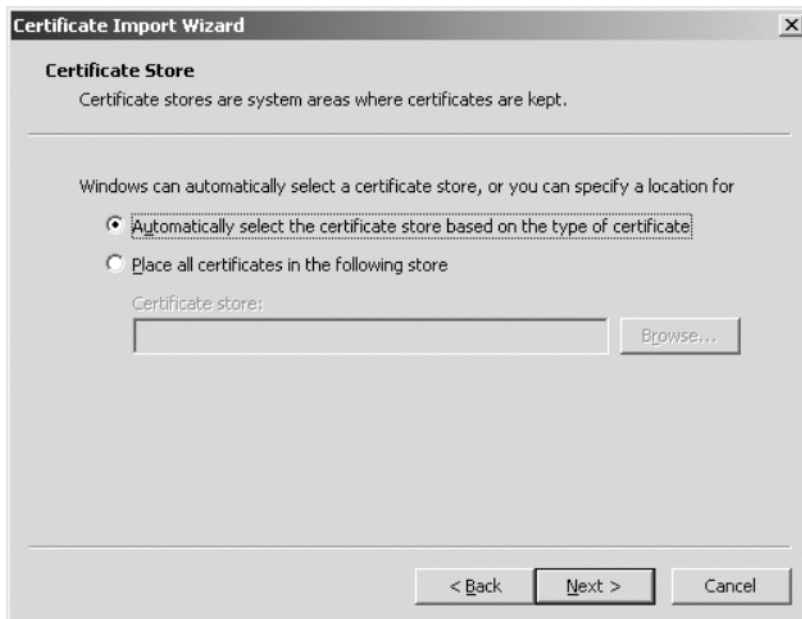 Certificate Import Wizard
Certificate Store
Certificate stores are system areas where certificates are kept.
Windows can automatically select a certificate store, or you can specify a location for
Automatically select the certificate store based on the type of certificate
Place all certificates in the following store
Certificate store:
Browse...
< Back
Next >
Cancel